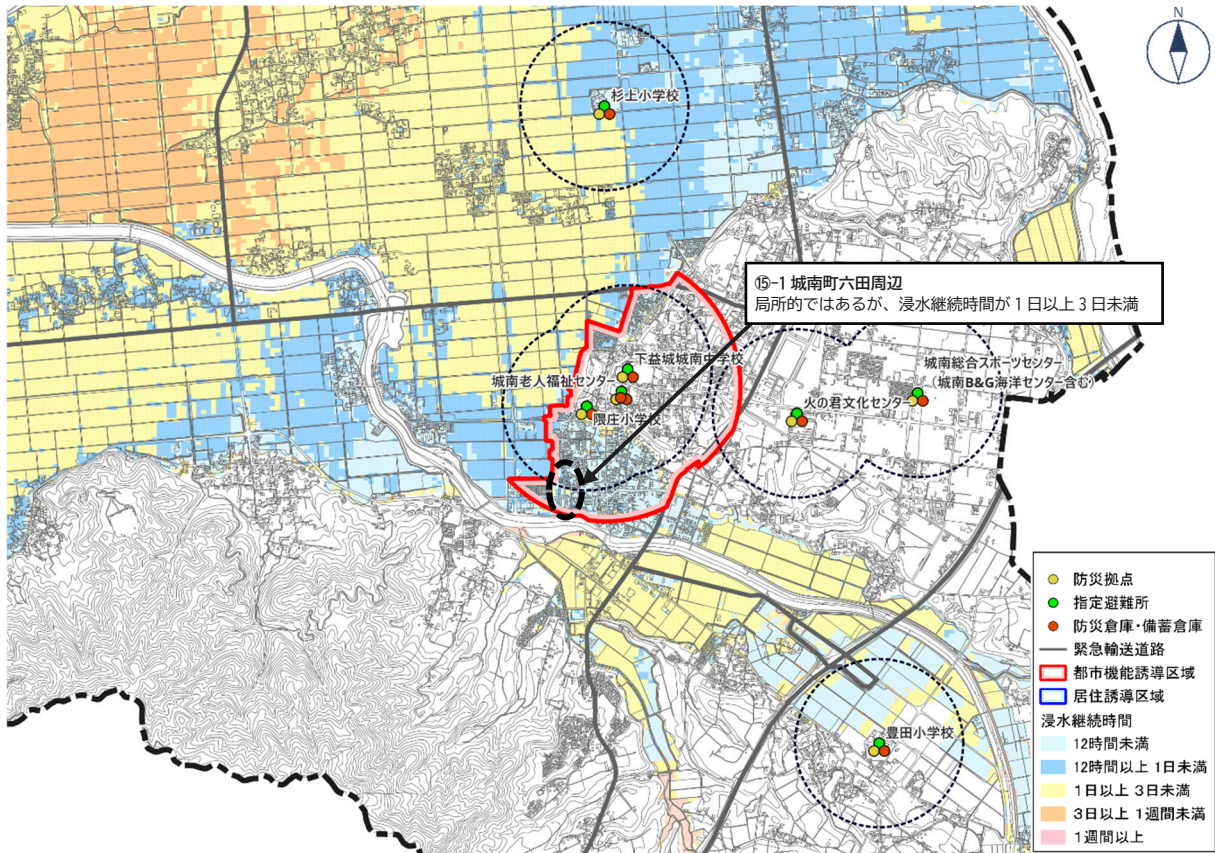 N
杉上小学校
⑮-1 城南町六田周辺
局所的ではあるが、浸水継続時間が1日以上3日未満
下益城城南中学校
城南老人福祉センター
隈庄小学校
城南総合スポーツセンター
(城南B&G海洋センター含む)
火の君文化センター
豊田小学校
防災拠点
指定避難所
防災倉庫・備蓄倉庫
緊急輸送道路
都市機能誘導区域
居住誘導区域
浸水継続時間
12時間未満
12時間以上 1日未満
1日以上 3日未満
3日以上 1週間未満
1週間以上